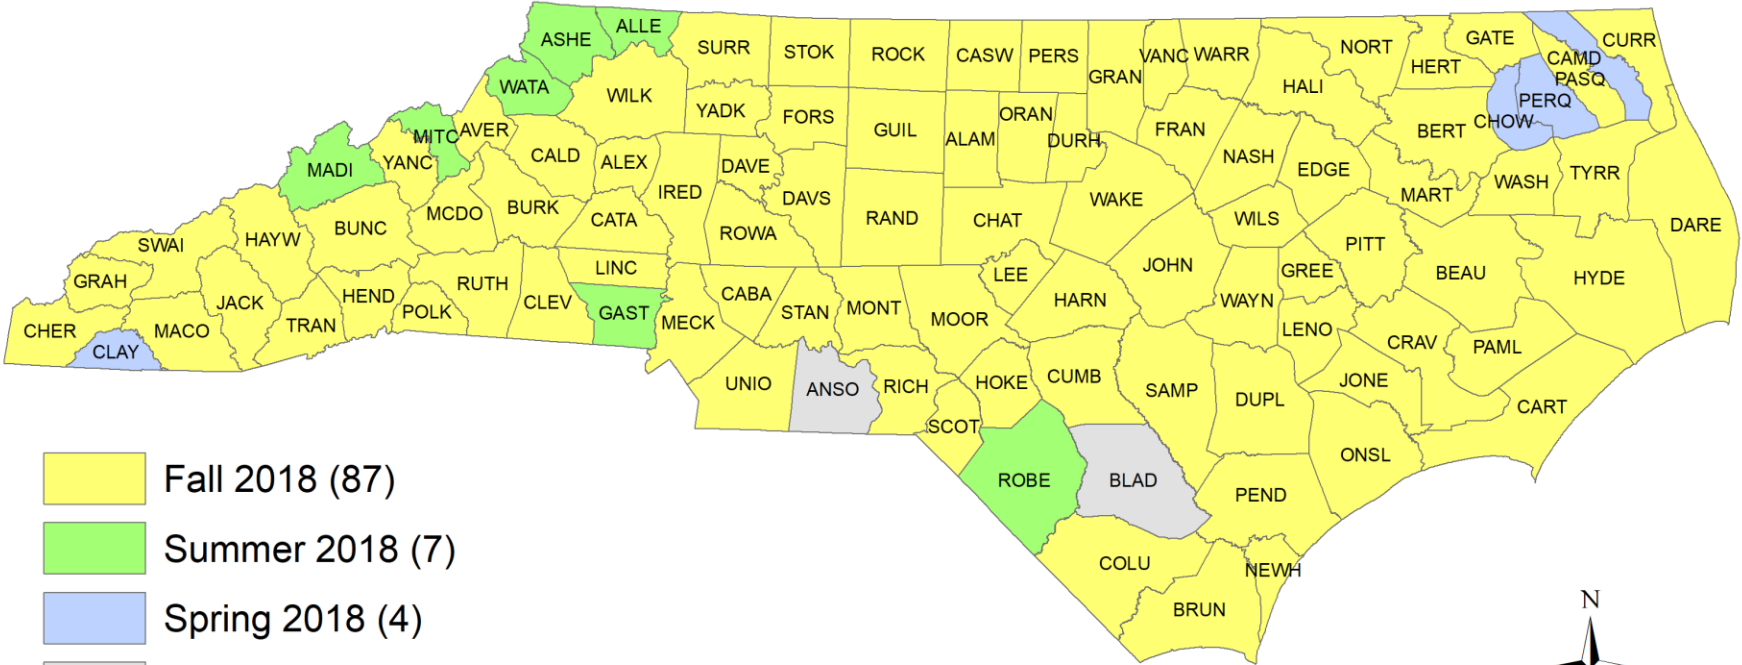 ALLE
ASHE
SURR
STOK
ROCK
CASW
PERS
GRAN
VANC
WARR
NORT
GATE
CURR
HERT
CAMD
PASQ
WATA
WILK
HALI
YADK
FORS
ORAN
PERQ
CHOW
MITC
AVER
GUIL
ALAM
DURH
FRAN
BERT
MADI
YANC
CALD
ALEX
DAVE
NASH
EDGE
TYRR
WASH
IRED
DAVS
WAKE
MART
MCDO
BURK
CATA
RAND
CHAT
WILS
BUNC
ROWA
DARE
SWAI
HAYW
PITT
GRAH
LINC
LEE
JOHN
GREE
BEAU
HYDE
JACK
HEND
RUTH
CLEV
CABA
HARN
WAYN
POLK
GAST
STAN
MONT
MOOR
CHER
MACO
TRAN
MECK
LENO
CLAY
CRAV
PAML
UNIO
ANSO
RICH
HOKE
CUMB
SAMP
DUPL
JONE
CART
SCOT
ONSL
ROBE
BLAD
PEND
COLU
NEWH
BRUN
Fall 2018 (87)
Summer 2018 (7)
Spring 2018 (4)
N